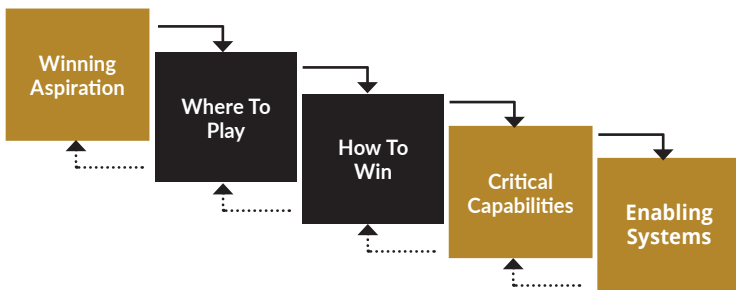 Winning
Aspiration
Where To
Play
How To
Win
Critical
Capabilities
Enabling
Systems